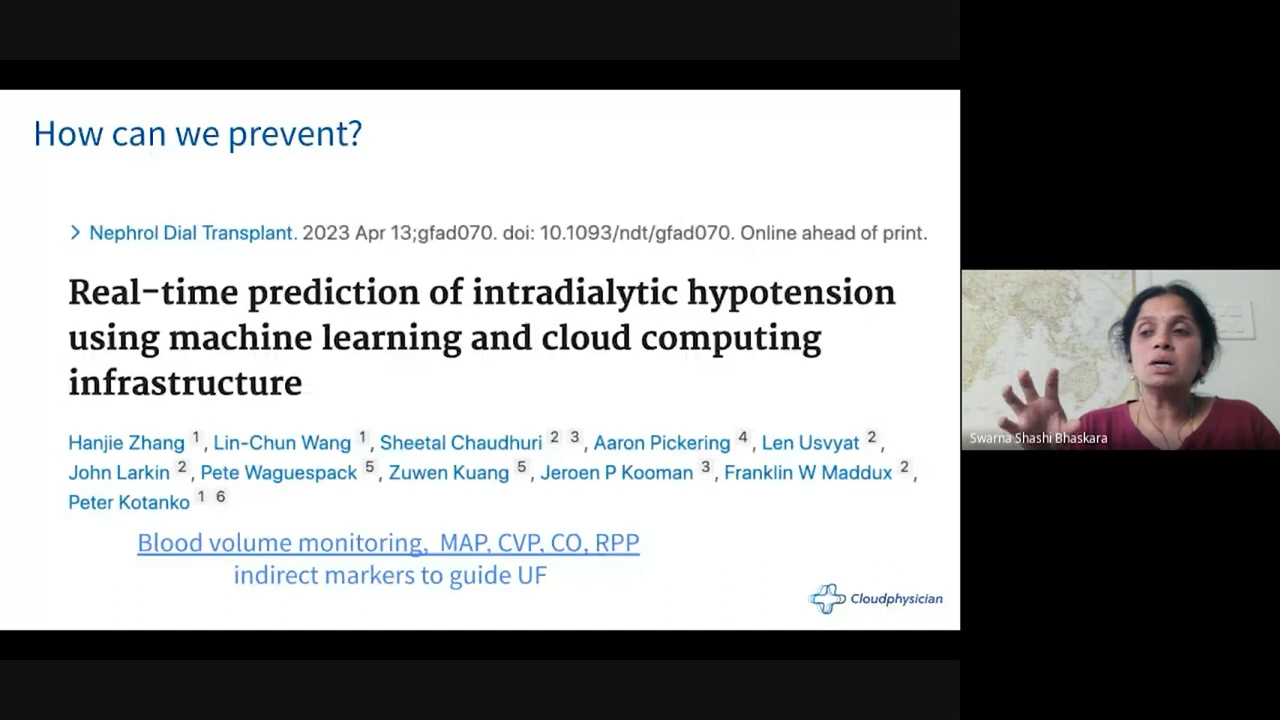 How can we prevent?
> Nephrol Dial Transplant. 2023 Apr 13;gfad070. doi: 10.1093/ndt/gfad070. Online ahead of print.
Real-time prediction of intradialytic hypotension
using machine learning and cloud computing
infrastructure
Hanjie Zhang 1, Lin-Chun Wang 1, Sheetal Chaudhuri 2 3, Aaron Pickering 4, Len Usvyat 2,
John Larkin 2, Pete Waguespack 5, Zuwen Kuang 5, Jeroen P Kooman 3, Franklin W Maddux 2,
Peter Kotanko 1 6
Blood volume monitoring, MAP, CVP, CO, RPP
indirect markers to guide UF
Cloudphysician
Swarna Shashi Bhaskara